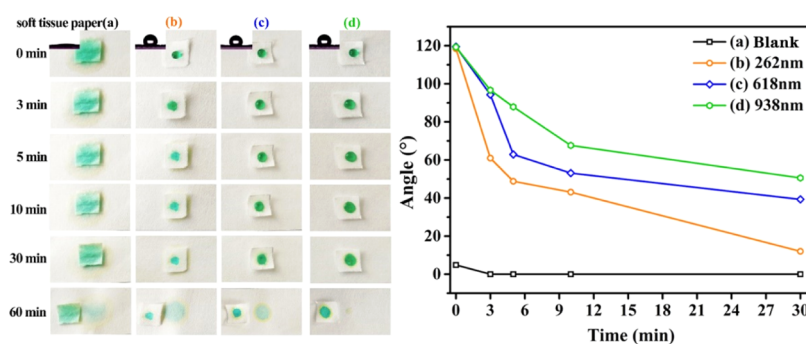 soft tissue paper(a) (b) (c) (d)
0 min
3 min
5 min
10 min
30 min
60 min
120
100
80
60
40
20
0
Angle (°)
(a) Blank
(b) 262nm
(c) 618nm
(d) 938nm
0 3 6 9 12 15 18 21 24 27 30
Time (min)